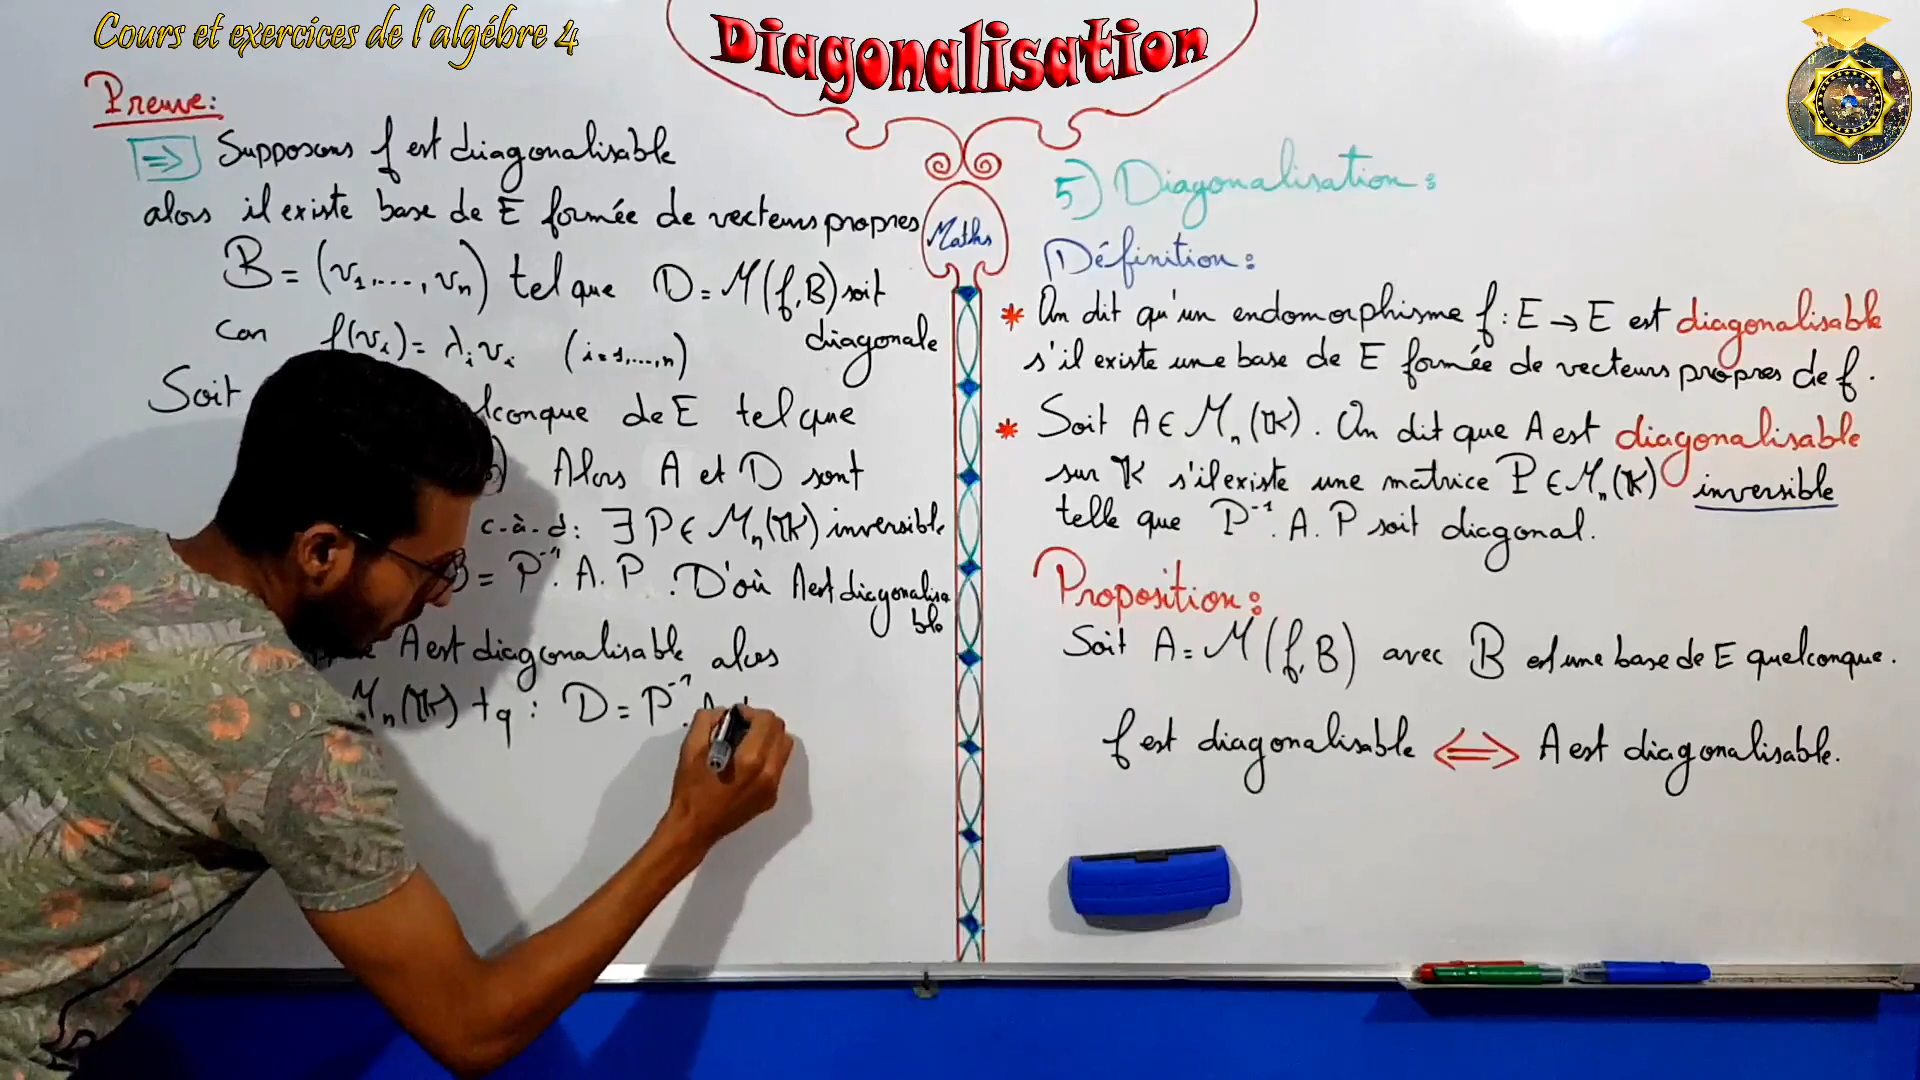 Cours et exercices de l'algébre 4
Diagonalisation
Preuve:
⇒ Supposons f est diagonalisable
alors il existe base de E formée de vecteurs propres
B = (v₁,...., vₙ) tel que D = M(f,B) soit
diagonale
car f(vᵢ) = λᵢvᵢ (i=1,....,n)
Soit
de E tel que
Alors A et D sont
c-à-d: ∃ P ∈ Mₙ(K) inversible
= P⁻¹. A. P. D'où A est diagonalisa
ble
A est diagonalisable alors
Mₙ(K) tq: D = P⁻¹. A
Maths
5) Diagonalisation:
Définition:
* On dit qu'un endomorphisme f: E → E est diagonalisable
s'il existe une base de E formée de vecteurs propres de f.
* Soit A ∈ Mₙ(K). On dit que A est diagonalisable
sur K s'il existe une matrice P ∈ Mₙ(K) inversible
telle que P⁻¹. A. P soit diagonal.
Proposition:
Soit A = M(f,B) avec B est une base de E quelconque.
f est diagonalisable ⇔ A est diagonalisable.